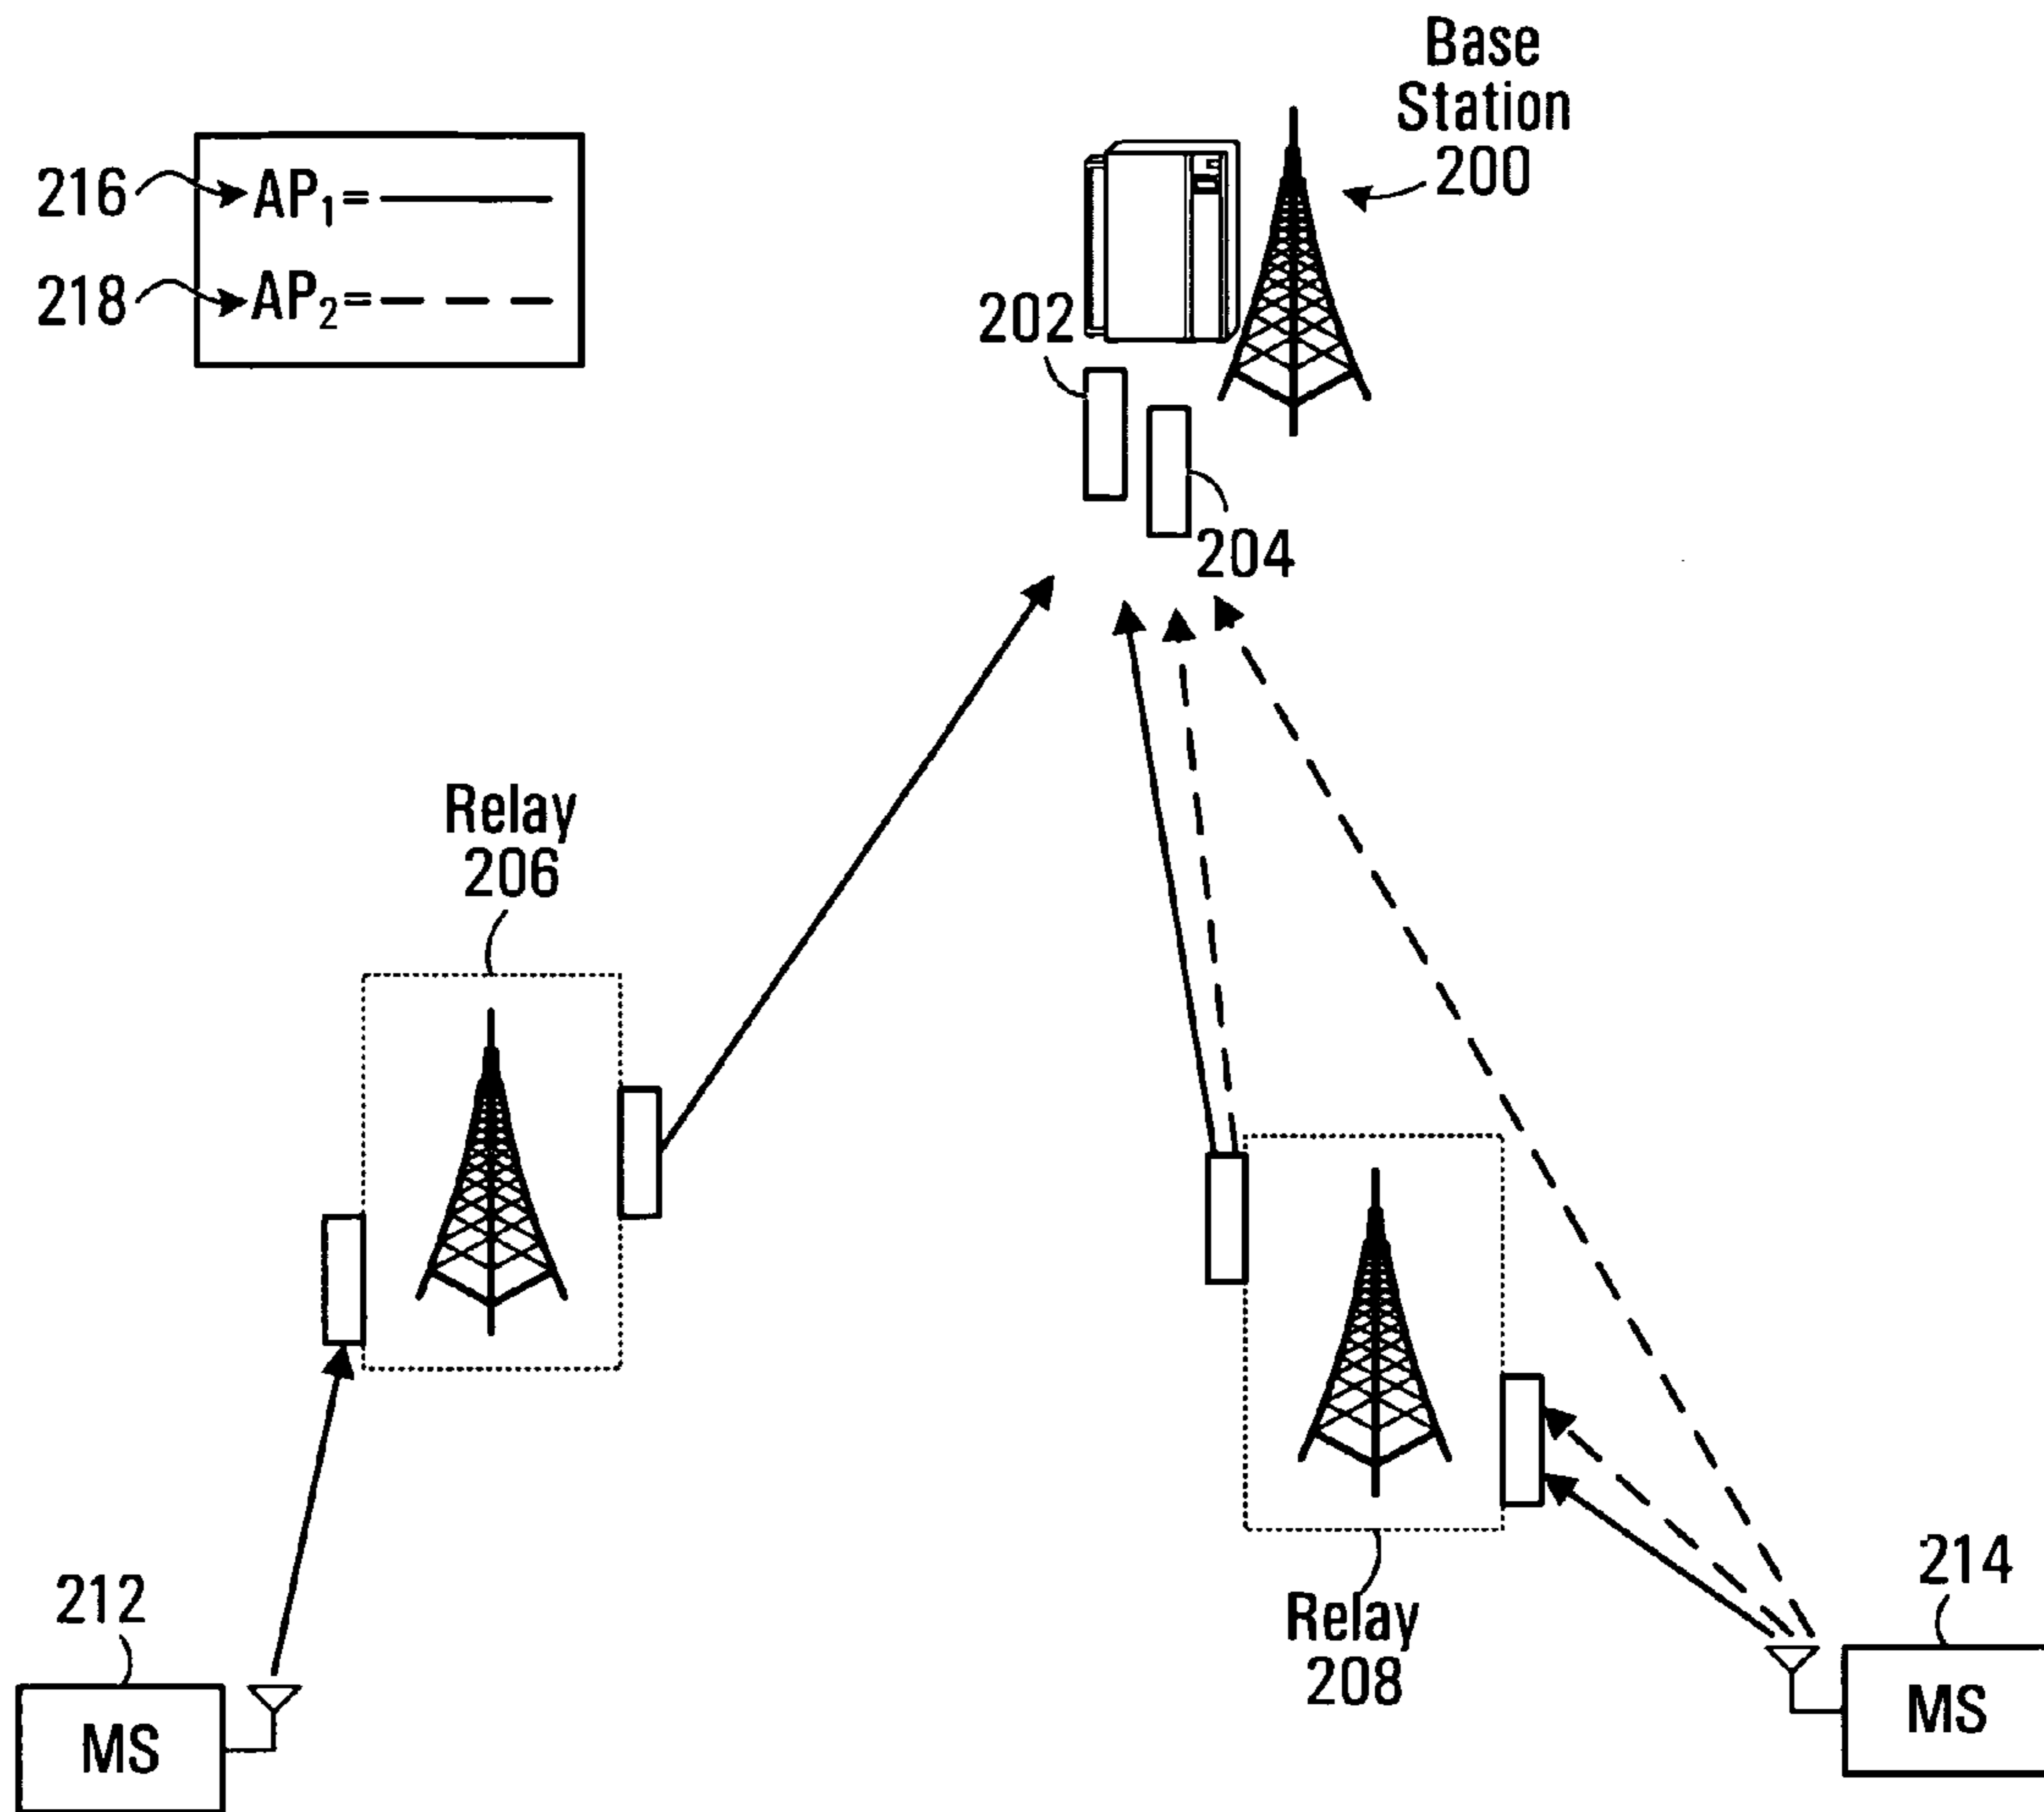 Base
Station
200
216
AP₁=
218
AP₂=
202
204
Relay
206
212
MS
Relay
208
214
MS